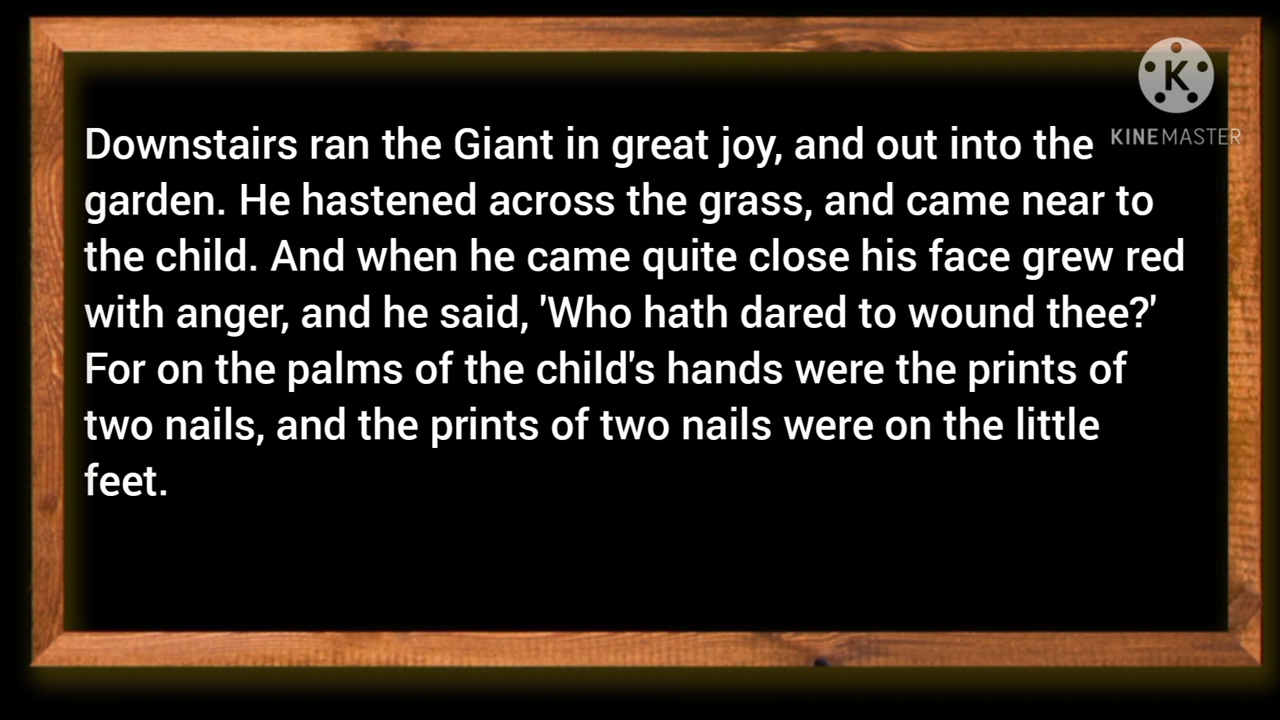 K
KINEMASTER
Downstairs ran the Giant in great joy, and out into the
garden. He hastened across the grass, and came near to
the child. And when he came quite close his face grew red
with anger, and he said, 'Who hath dared to wound thee?'
For on the palms of the child's hands were the prints of
two nails, and the prints of two nails were on the little
feet.